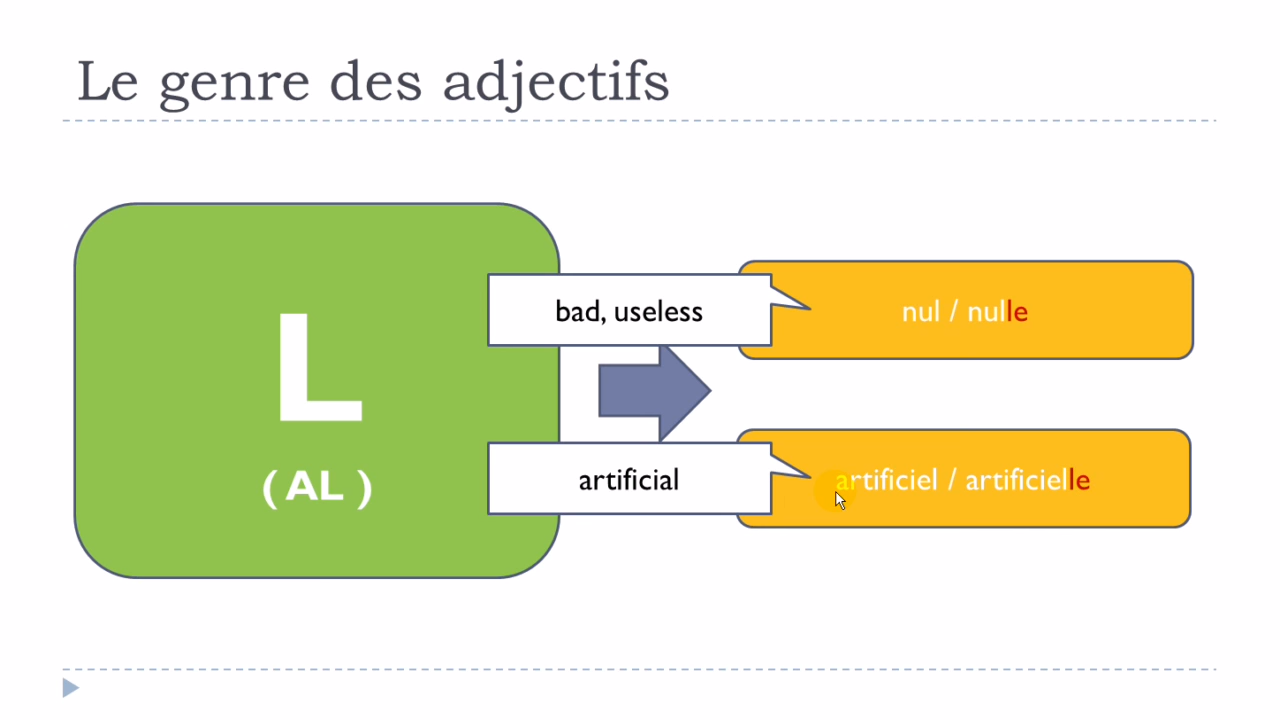 Le genre des adjectifs
L
( AL )
bad, useless
nul / nulle
artificial
artificiel / artificielle